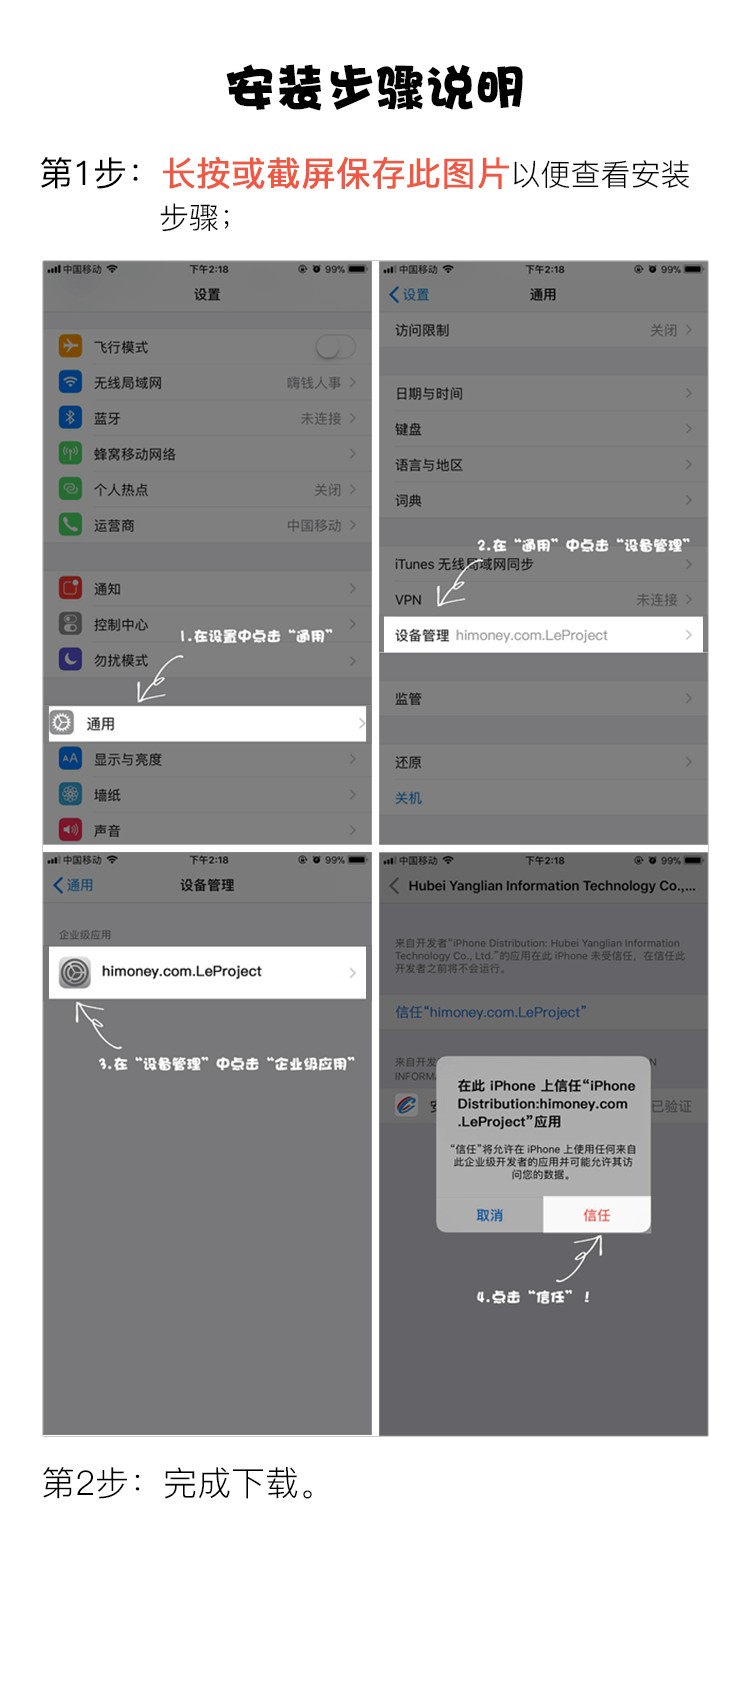 安装步骤说明
第1步：长按或截屏保存此图片以便查看安装
步骤；
中国移动 下午2:18 99%
设置
飞行模式
无线局域网 嗨钱人事
蓝牙 未连接
蜂窝移动网络
个人热点 关闭
运营商 中国移动
通知
控制中心
1.在设置中点击“通用”
勿扰模式
通用
AA 显示与亮度
墙纸
声音
中国移动 下午2:18 99%
设置 通用
访问限制 关闭
日期与时间
键盘
语言与地区
词典
2.在“通用”中点击“设备管理”
iTunes 无线局域网同步
VPN 未连接
设备管理 himoney.com.LeProject
监管
还原
关机
中国移动 下午2:18 99%
通用 设备管理
企业级应用
himoney.com.LeProject
3.在“设备管理”中点击“企业级应用”
中国移动 下午2:18 99%
Hubei Yanglian Information Technology Co.,...
来自开发者“iPhone Distribution: Hubei Yanglian Information
Technology Co., Ltd.”的应用在此 iPhone 未受信任，在信任此
开发者之前将不会运行。
信任“himoney.com.LeProject”
来自开发 N
INFORM
已验证
在此 iPhone 上信任“iPhone
Distribution:himoney.com
.LeProject”应用
“信任”将允许在 iPhone 上使用任何来自
此企业级开发者的应用并可能允许其访
问您的数据。
取消 信任
4.点击“信任”！
第2步：完成下载。